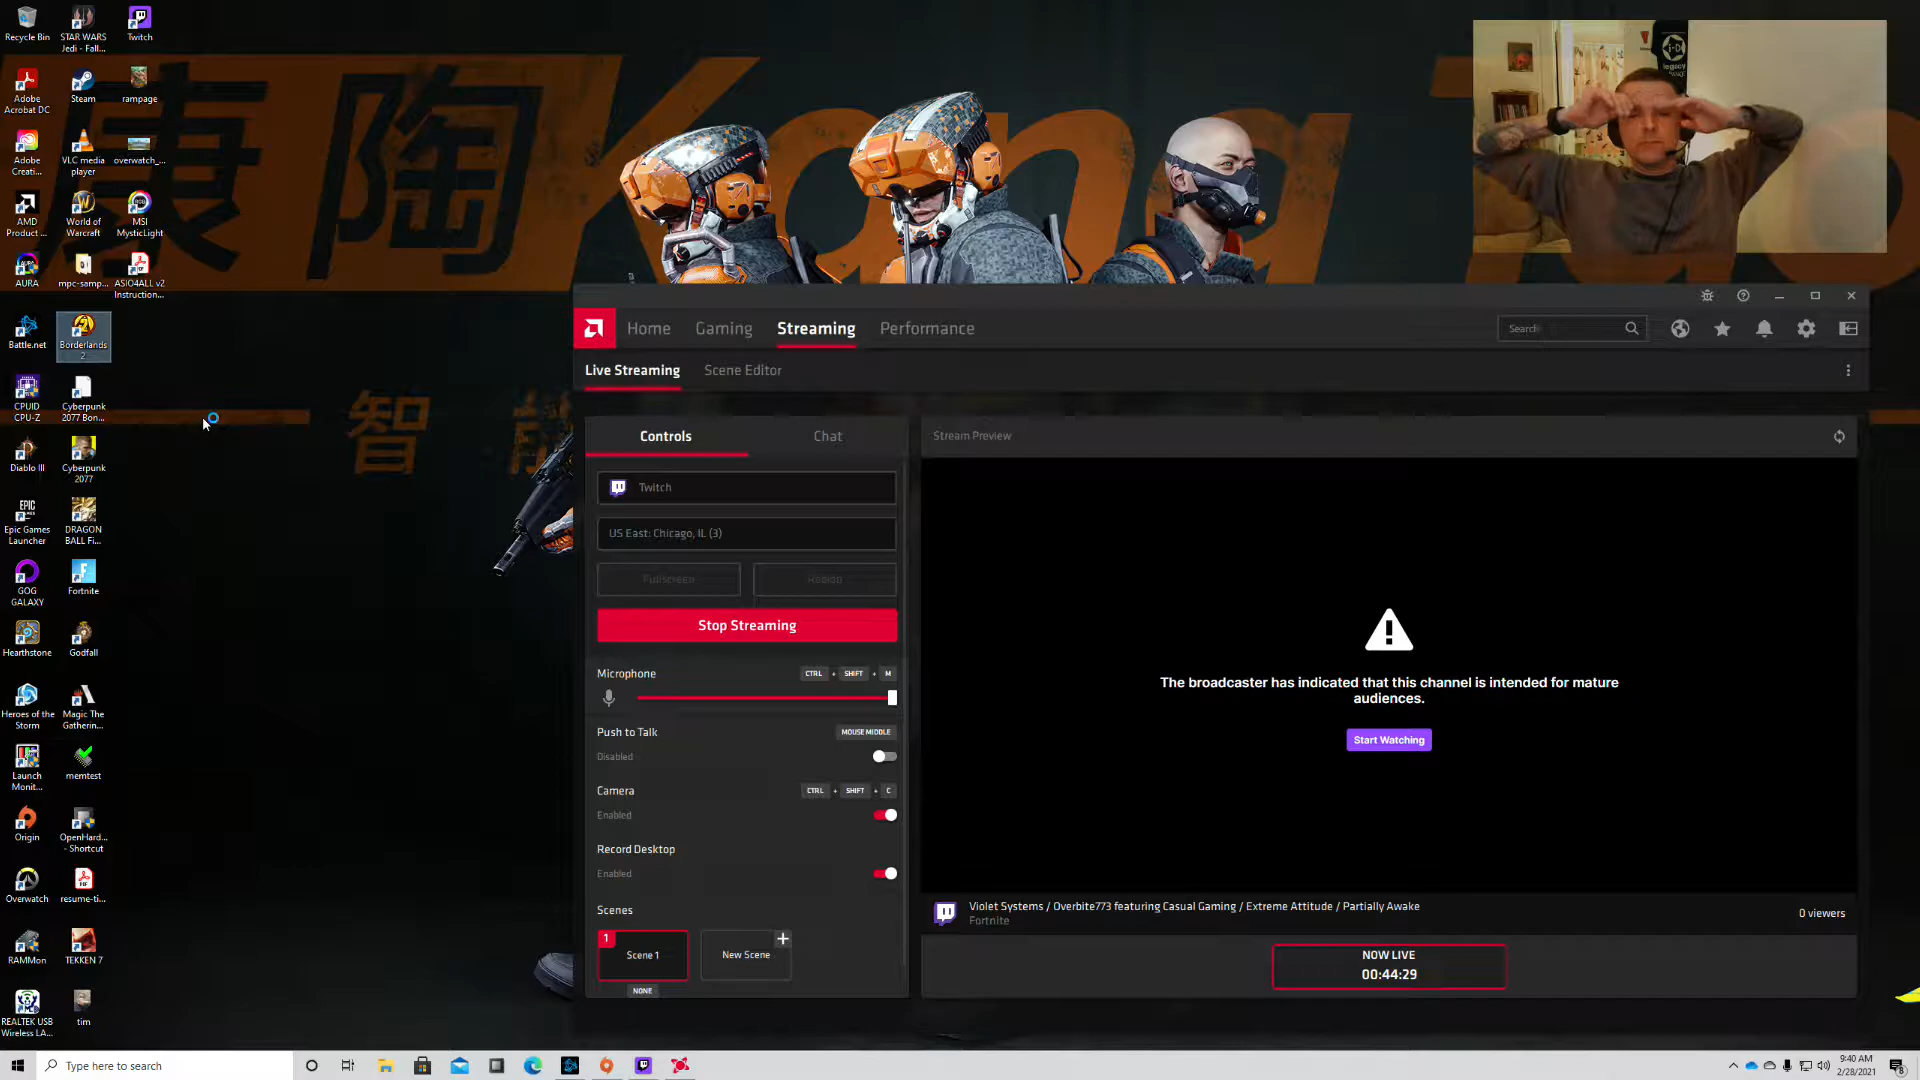 Recycle Bin
STAR WARS
Jedi - Fall...
Twitch
Adobe
Acrobat DC
Steam
rampage
Adobe
Creati...
VLC media
player
overwatch_...
AMD
Product ...
World of
Warcraft
MSI
MysticLight
AURA
mpc-samp...
ASIO4ALL v2
Instruction...
Battle.net
Borderlands
2
CPUID
CPU-Z
Cyberpunk
2077 Bon...
Diablo III
Cyberpunk
2077
Epic Games
Launcher
DRAGON
BALL Fi...
GOG
GALAXY
Fortnite
Hearthstone
Godfall
Heroes of the
Storm
Magic The
Gatherin...
Launch
Monit...
memtest
Origin
OpenHard...
- Shortcut
Overwatch
resume-ti...
RAMMon
TEKKEN 7
REALTEK USB
Wireless LA...
tim
康陶 Kang Tao
智能
legacy
Home
Gaming
Streaming
Performance
Search
Live Streaming
Scene Editor
Controls
Chat
Twitch
US East: Chicago, IL (3)
Fullscreen
Region
Stop Streaming
Microphone
CTRL + SHIFT + M
Push to Talk
MOUSE MIDDLE
Disabled
Camera
CTRL + SHIFT + C
Enabled
Record Desktop
Enabled
Scenes
1
Scene 1
NONE
New Scene
Stream Preview
The broadcaster has indicated that this channel is intended for mature
audiences.
Start Watching
Violet Systems / Overbite773 featuring Casual Gaming / Extreme Attitude / Partially Awake
Fortnite
0 viewers
NOW LIVE
00:44:29
Type here to search
9:40 AM
2/28/2021